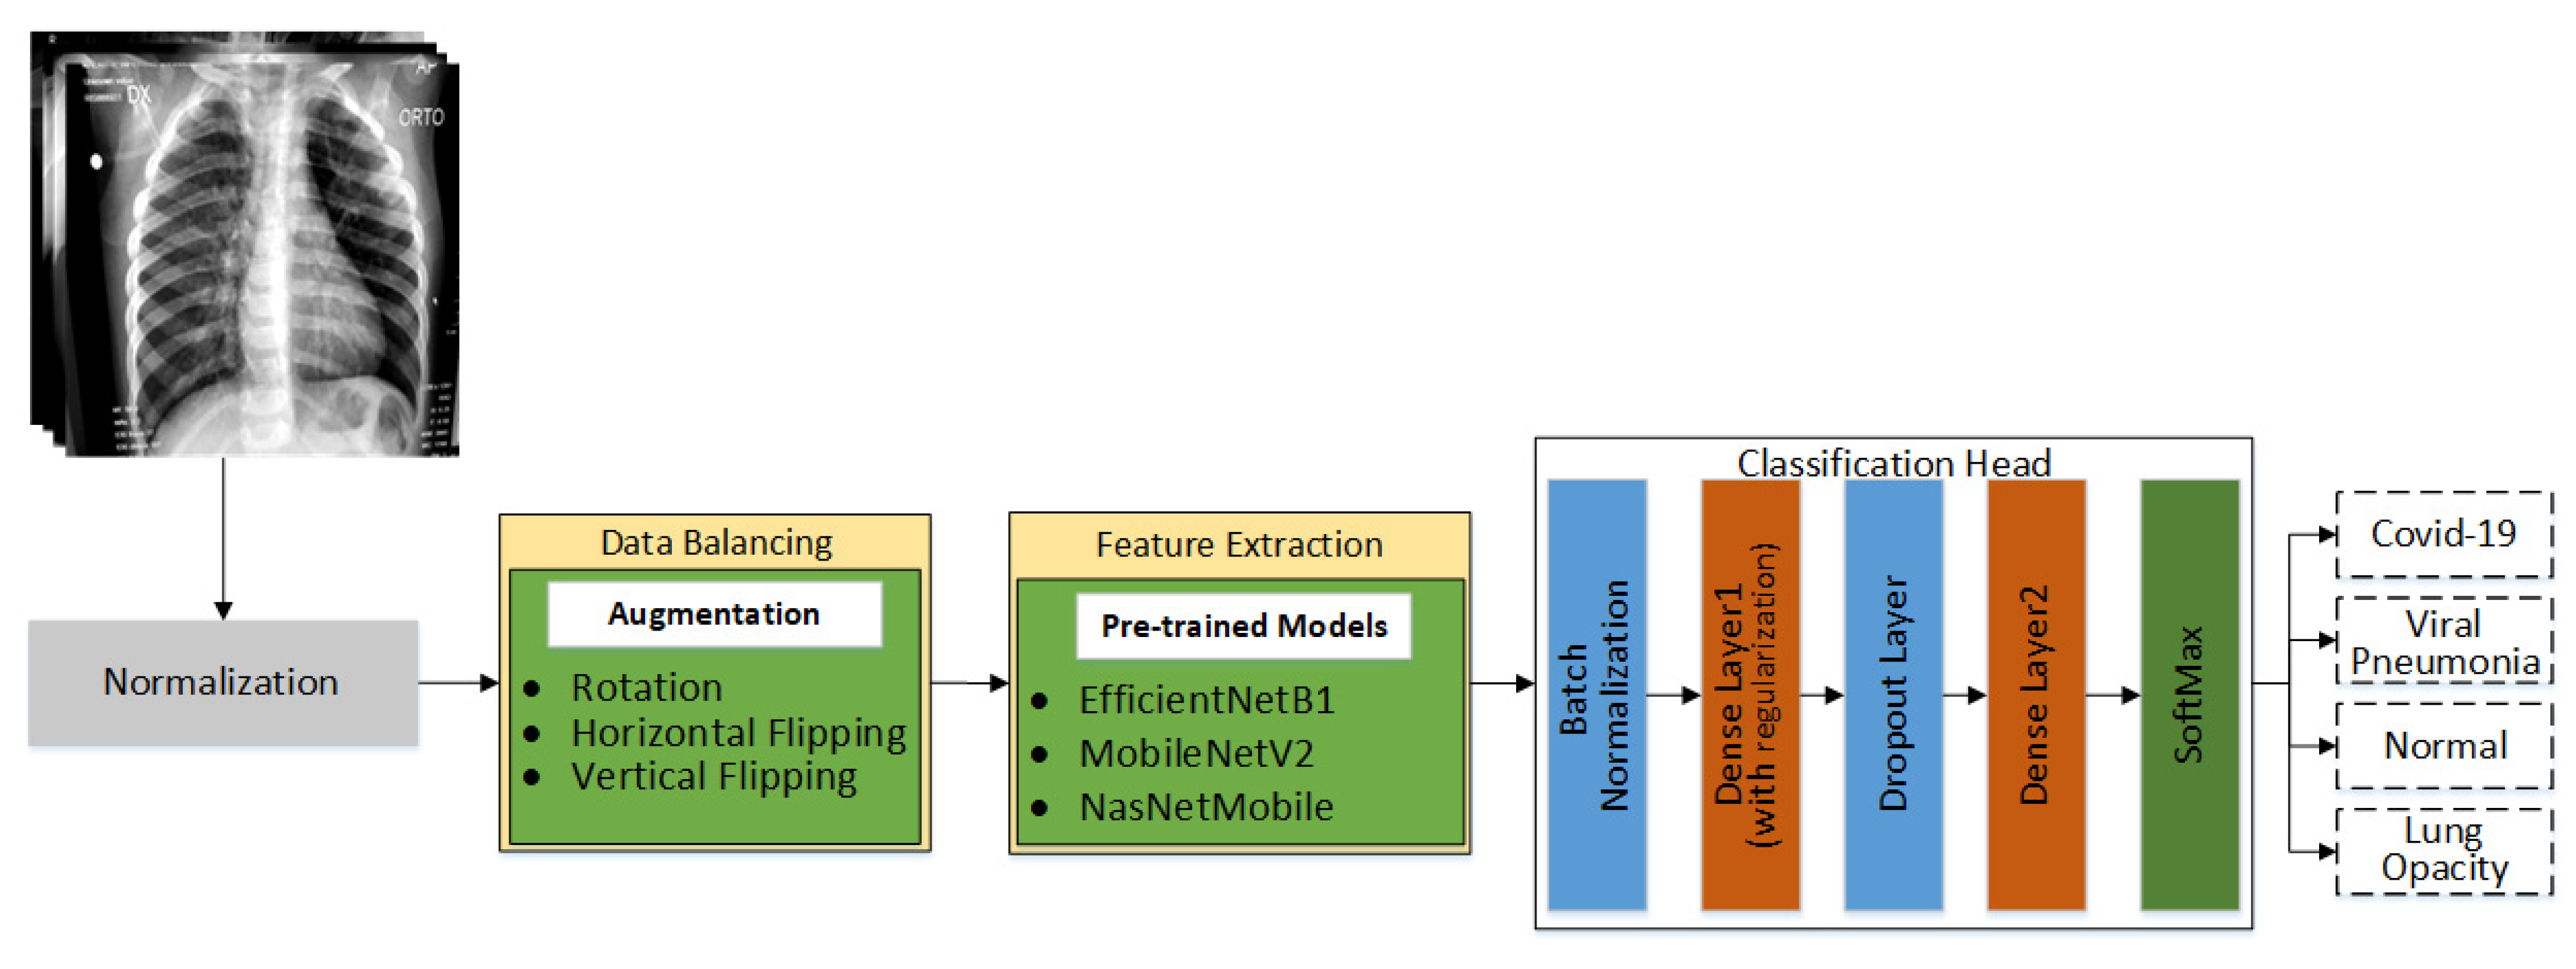 R
AP
DX
ORTO
Normalization
Data Balancing
Augmentation
● Rotation
● Horizontal Flipping
● Vertical Flipping
Feature Extraction
Pre-trained Models
● EfficientNetB1
● MobileNetV2
● NasNetMobile
Classification Head
Batch
Normalization
Dense Layer1
(with regularization)
Dropout Layer
Dense Layer2
SoftMax
Covid-19
Viral
Pneumonia
Normal
Lung
Opacity